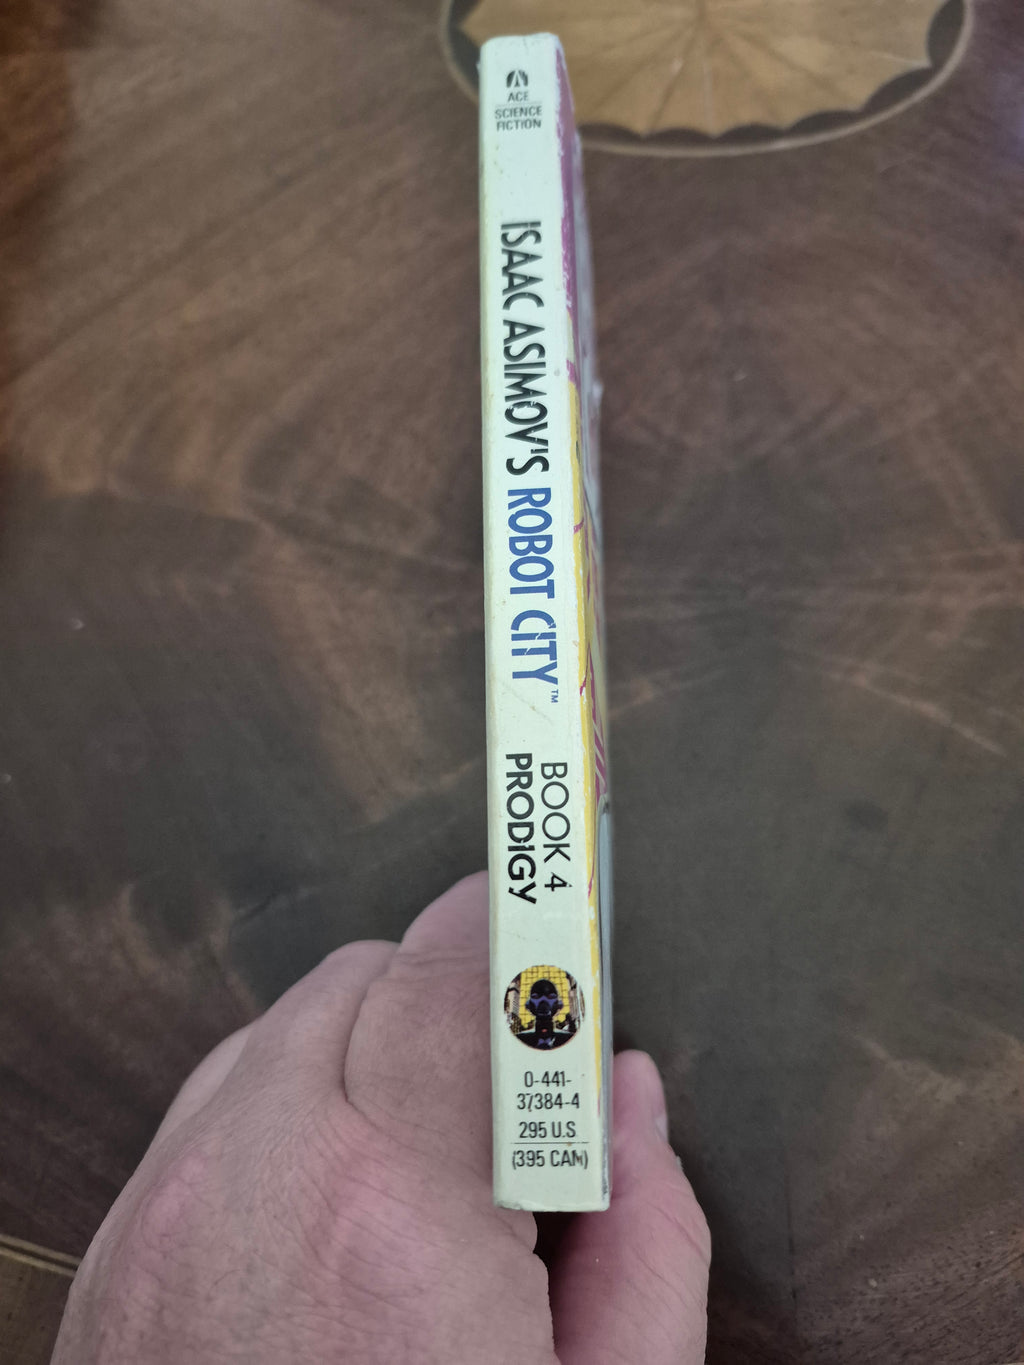 ACE
SCIENCE
FICTION
ISAAC ASIMOV'S ROBOT CITY™
BOOK 4
PRODIGY
0-441-
37384-4
295 U.S.
(395 CAN)